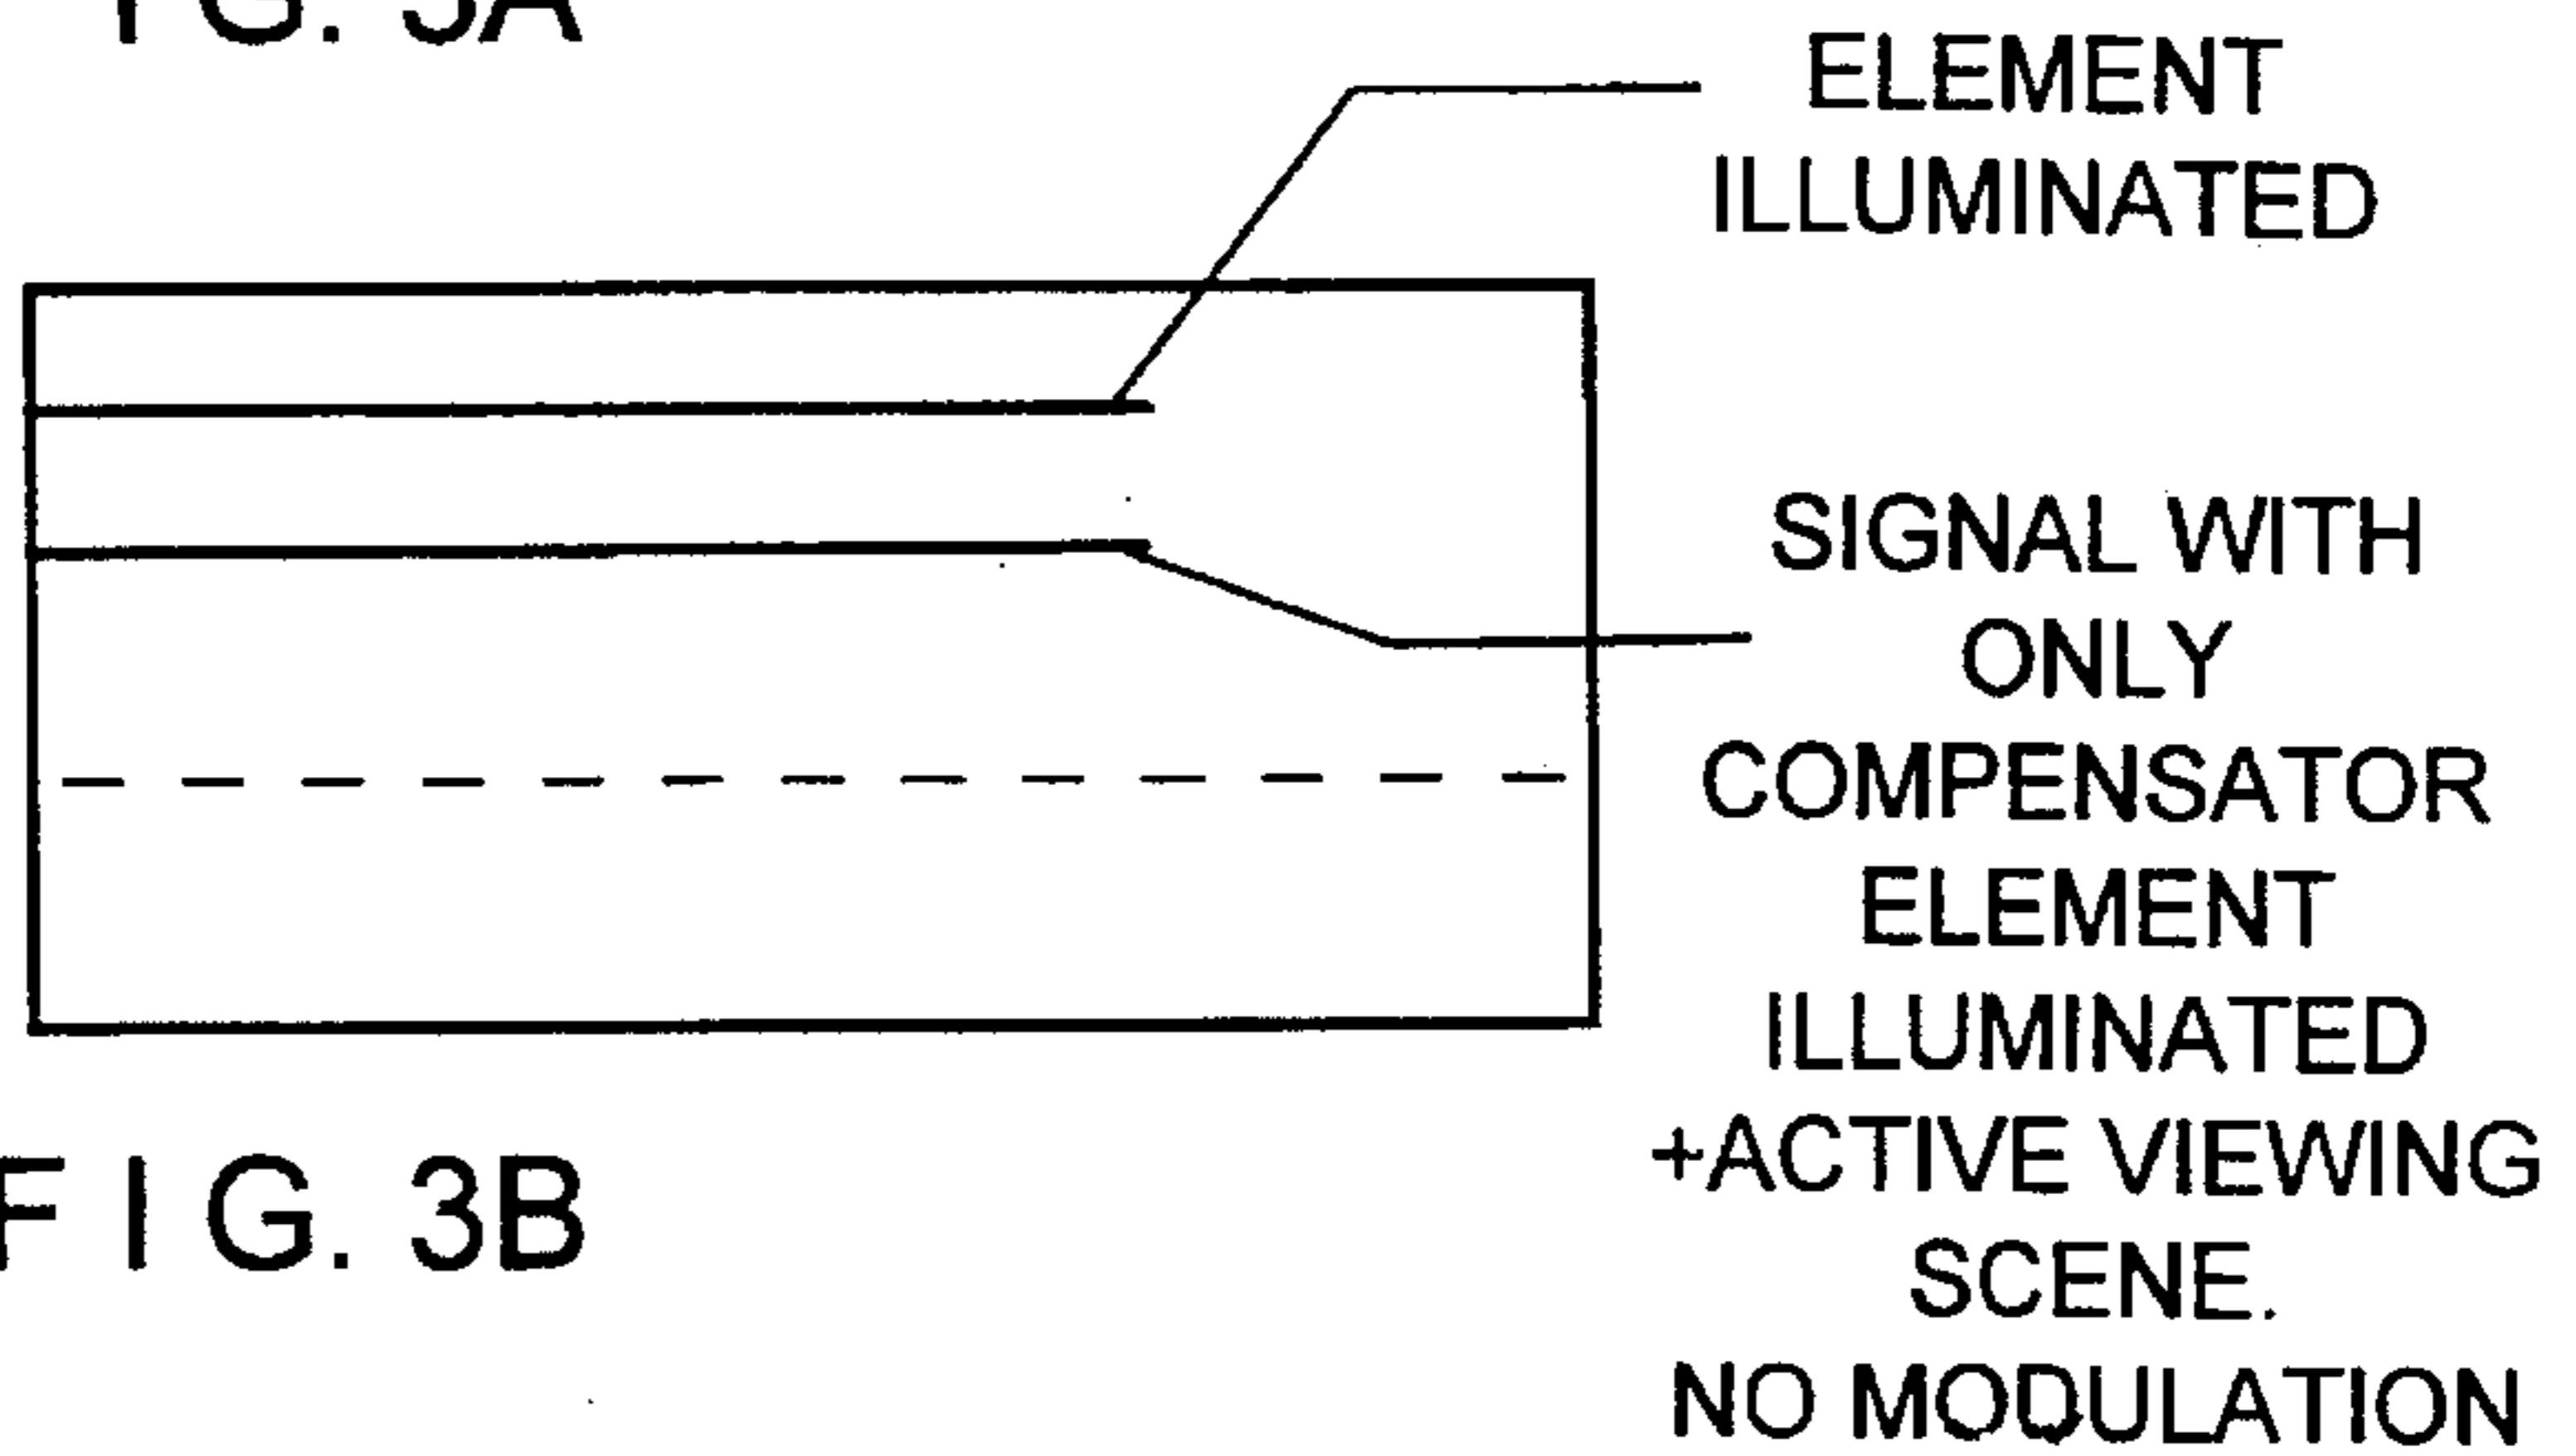 ELEMENT
ILLUMINATED
SIGNAL WITH
ONLY
COMPENSATOR
ELEMENT
ILLUMINATED
+ACTIVE VIEWING
SCENE.
NO MODULATION
F I G. 3B